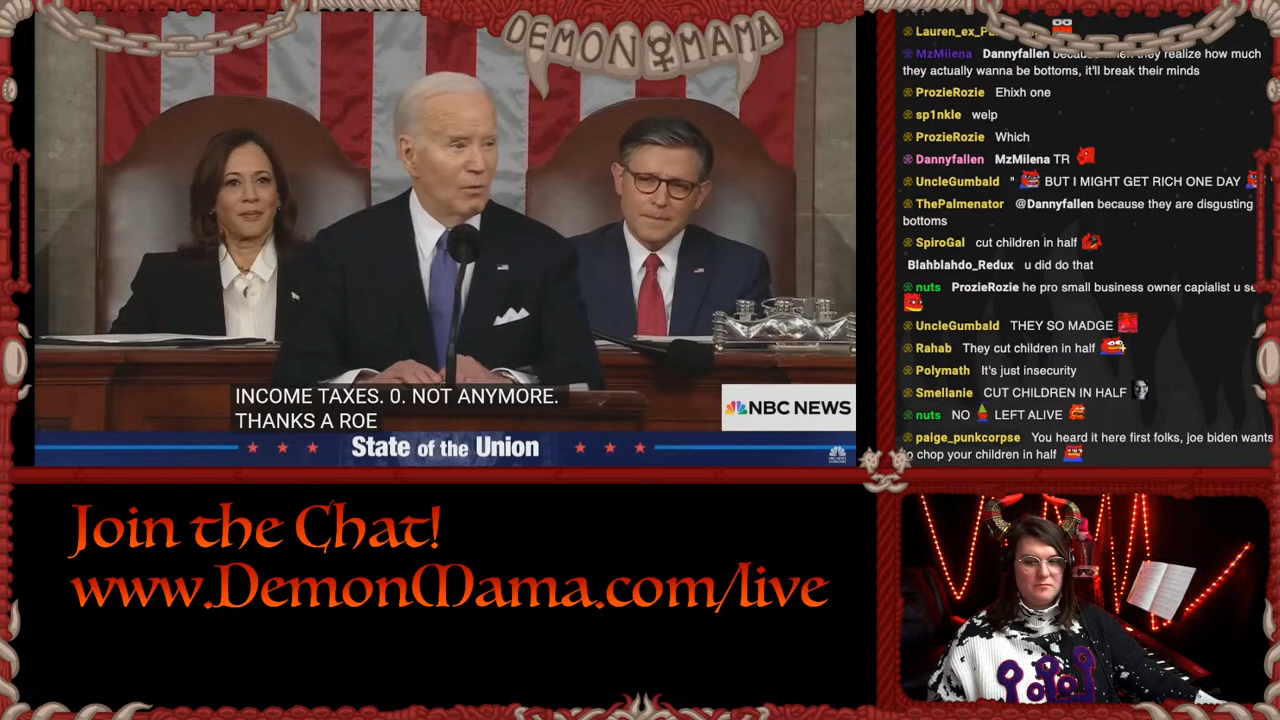 DEMON MAMA
INCOME TAXES. 0. NOT ANYMORE.
THANKS A ROE
NBC NEWS
State of the Union
Join the Chat!
www.DemonMama.com/live
Lauren_ex_Pa
MzMilena Dannyfallen because when they realize how much
they actually wanna be bottoms, it'll break their minds
ProzieRozie Ehixh one
sp1nkle welp
ProzieRozie Which
Dannyfallen MzMilena TR
UncleGumbald " BUT I MIGHT GET RICH ONE DAY "
ThePalmenator @Dannyfallen because they are disgusting
bottoms
SpiroGal cut children in half
Blahblahdo_Redux u did do that
nuts ProzieRozie he pro small business owner capialist u se
UncleGumbald THEY SO MADGE
Rahab They cut children in half
Polymath It's just insecurity
Smellanie CUT CHILDREN IN HALF
nuts NO LEFT ALIVE
paige_punkcorpse You heard it here first folks, joe biden wants
o chop your children in half